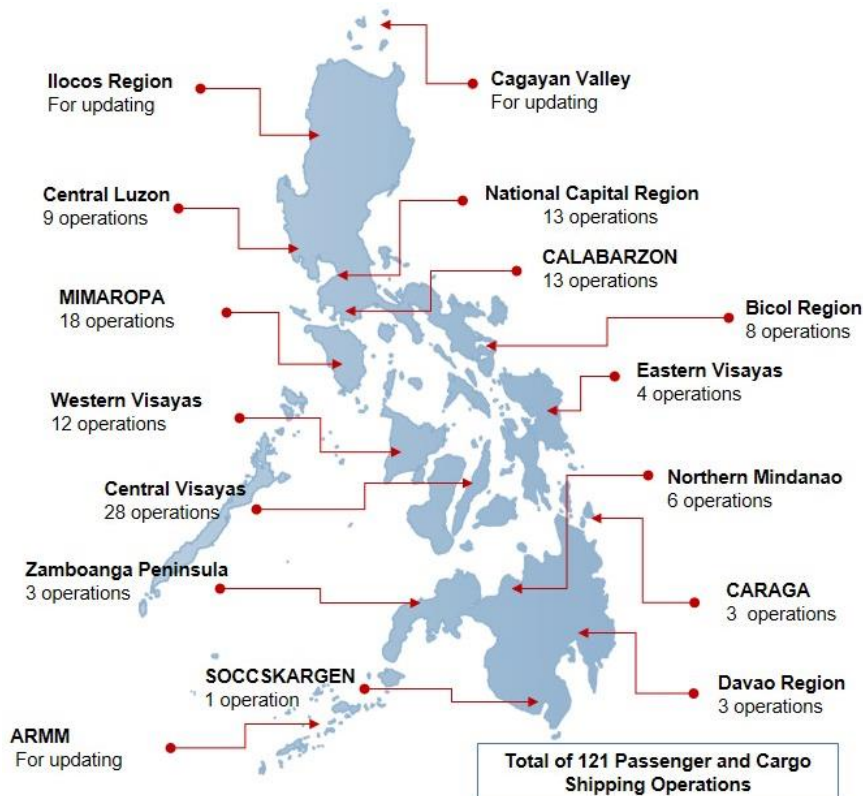 Ilocos Region
For updating
Cagayan Valley
For updating
Central Luzon
9 operations
National Capital Region
13 operations
CALABARZON
13 operations
MIMAROPA
18 operations
Bicol Region
8 operations
Eastern Visayas
4 operations
Western Visayas
12 operations
Northern Mindanao
6 operations
Central Visayas
28 operations
Zamboanga Peninsula
3 operations
CARAGA
3 operations
SOCCSKARGEN
1 operation
Davao Region
3 operations
ARMM
For updating
Total of 121 Passenger and Cargo
Shipping Operations